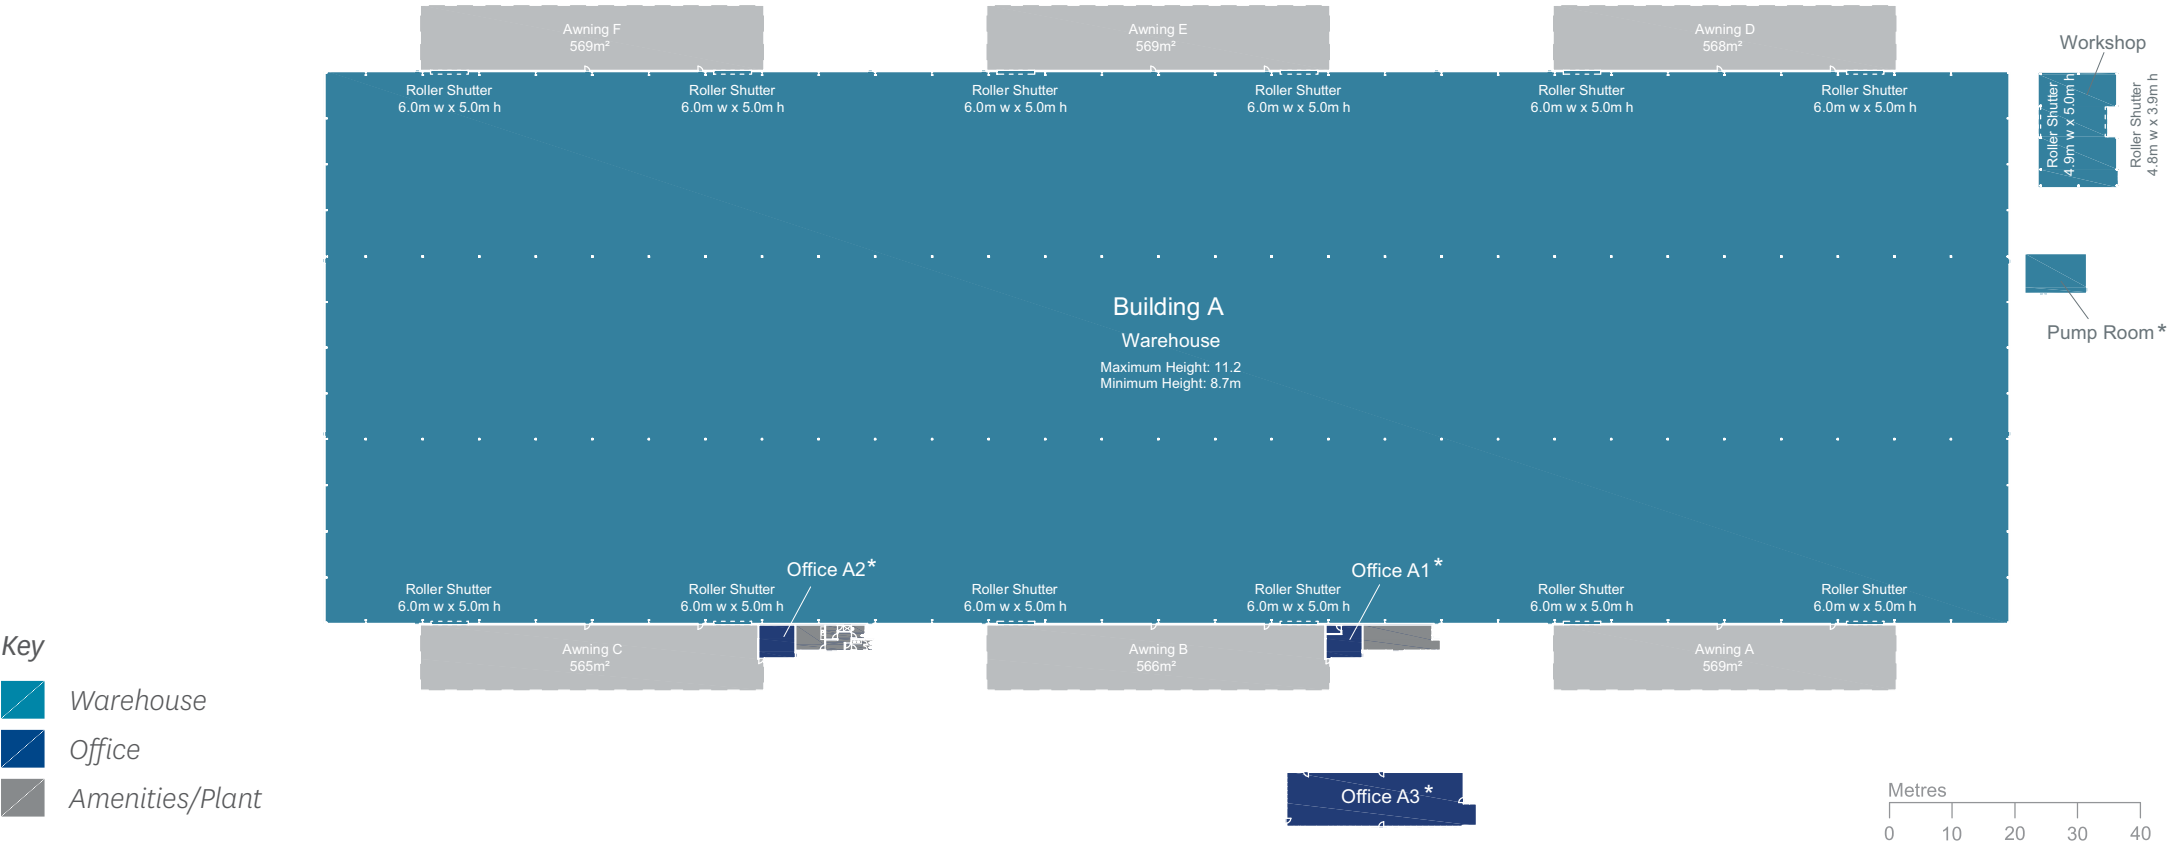 Awning F
569m²
Awning E
569m²
Awning D
568m²
Workshop
Roller Shutter
6.0m w x 5.0m h
Roller Shutter
6.0m w x 5.0m h
Roller Shutter
6.0m w x 5.0m h
Roller Shutter
6.0m w x 5.0m h
Roller Shutter
6.0m w x 5.0m h
Roller Shutter
6.0m w x 5.0m h
Roller Shutter
4.9m w x 5.0m h
Roller Shutter
4.8m w x 3.9m h
Building A
Warehouse
Maximum Height: 11.2
Minimum Height: 8.7m
Pump Room*
Office A2*
Office A1*
Roller Shutter
6.0m w x 5.0m h
Roller Shutter
6.0m w x 5.0m h
Roller Shutter
6.0m w x 5.0m h
Roller Shutter
6.0m w x 5.0m h
Roller Shutter
6.0m w x 5.0m h
Roller Shutter
6.0m w x 5.0m h
Awning C
565m²
Awning B
566m²
Awning A
569m²
Key
Warehouse
Office
Amenities/Plant
Office A3*
Metres
0 10 20 30 40